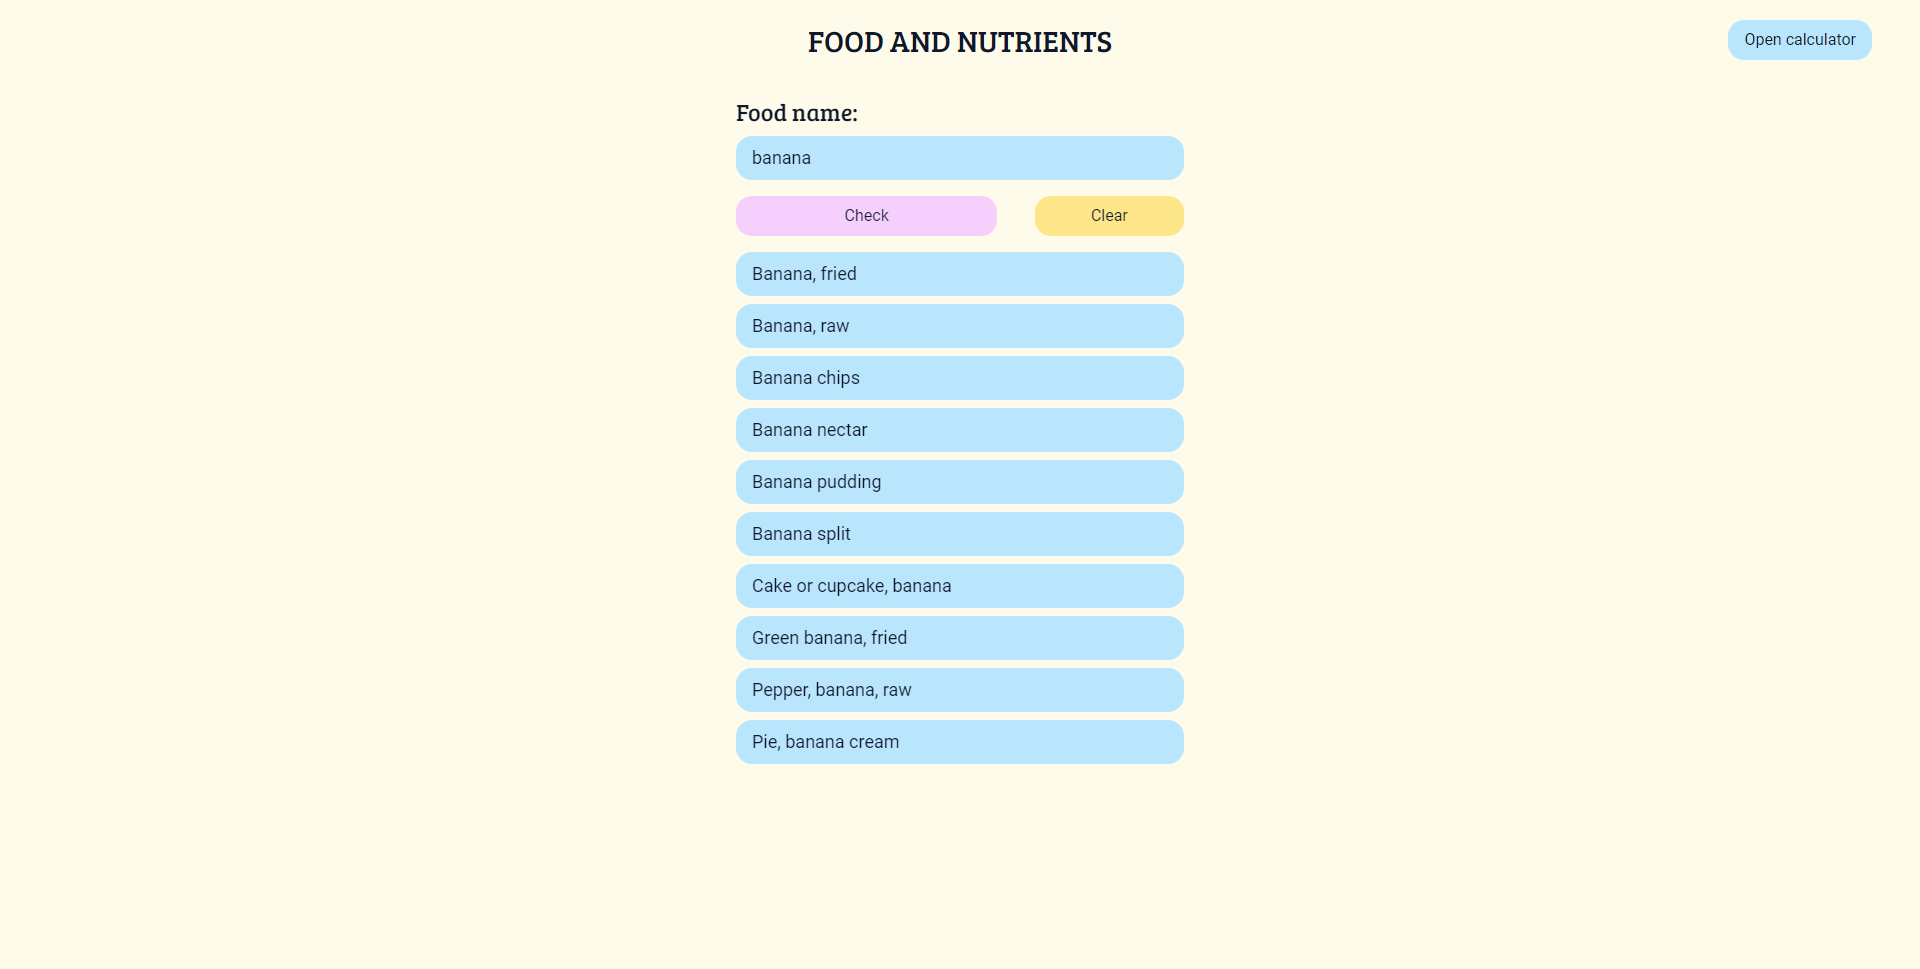 FOOD AND NUTRIENTS
Open calculator
Food name:
banana
Check
Clear
Banana, fried
Banana, raw
Banana chips
Banana nectar
Banana pudding
Banana split
Cake or cupcake, banana
Green banana, fried
Pepper, banana, raw
Pie, banana cream